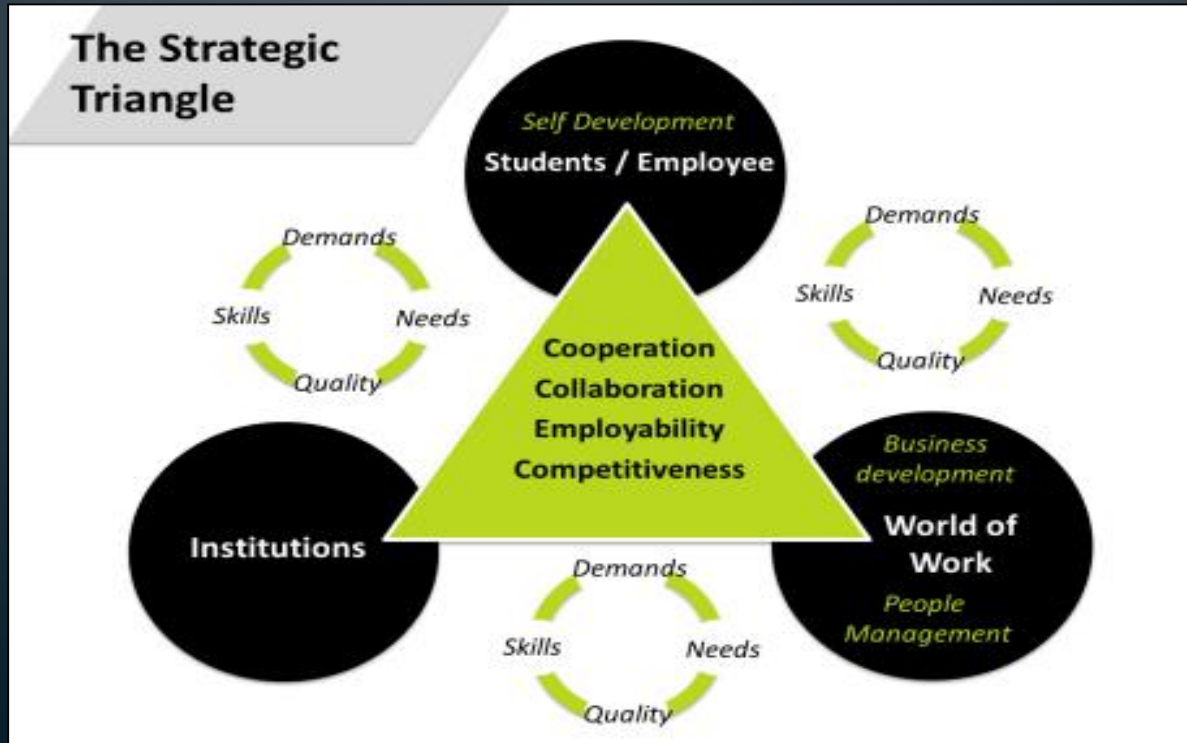 The Strategic
Triangle
Self Development
Students / Employee
Demands
Skills
Needs
Quality
Demands
Skills
Needs
Quality
Cooperation
Collaboration
Employability
Competitiveness
Institutions
Business
development
World of
Work
People
Management
Demands
Skills
Needs
Quality